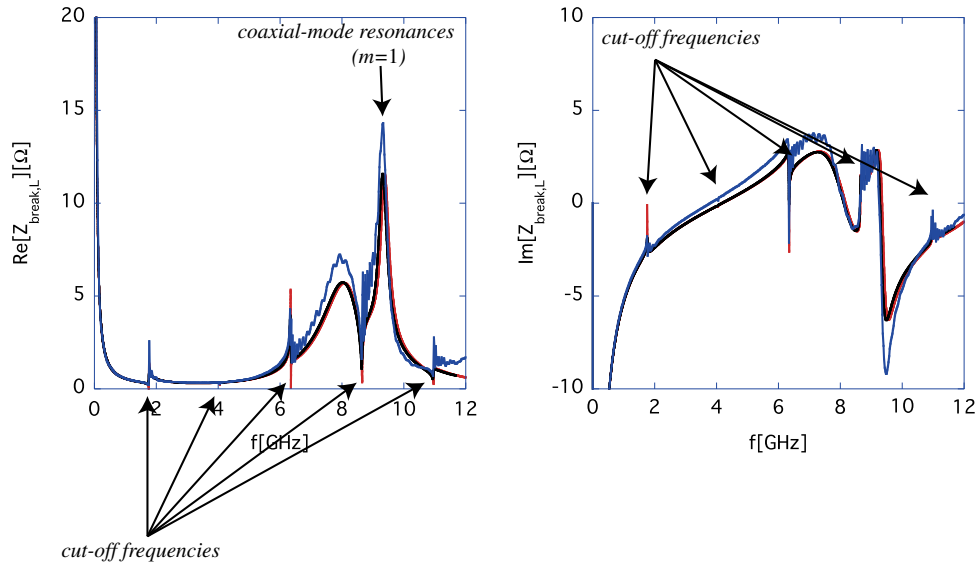 coaxial-mode resonances
(m=1)
20
15
10
5
0
Re[Z_break,L][Ω]
0 2 4 6 8 10 12
f[GHz]
cut-off frequencies
cut-off frequencies
10
5
0
-5
-10
Im[Z_break,L][Ω]
0 2 4 6 8 10 12
f[GHz]